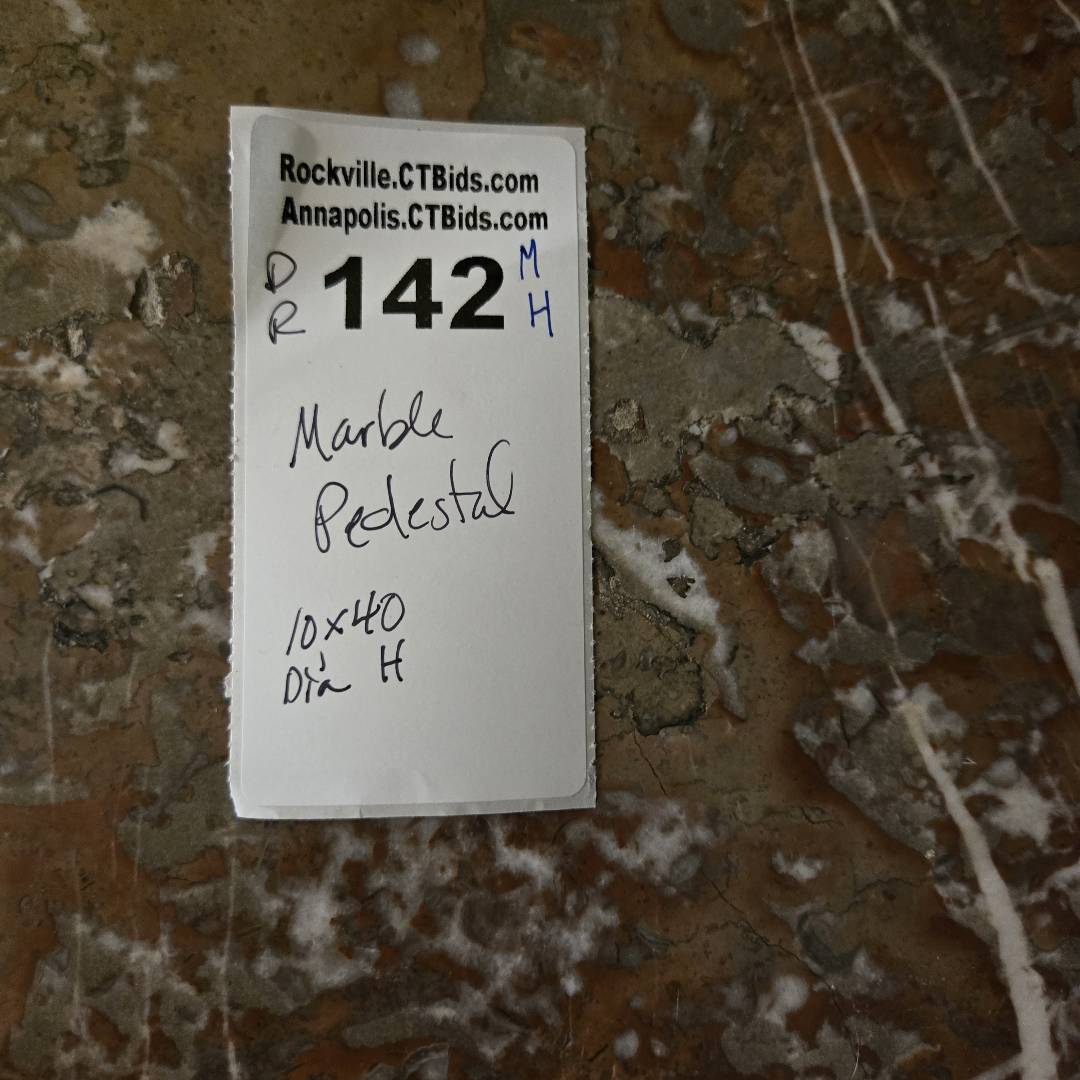 Rockville.CTBids.com
Annapolis.CTBids.com
D 142 M
R H
Marble
Pedestal
10x40
Dia H